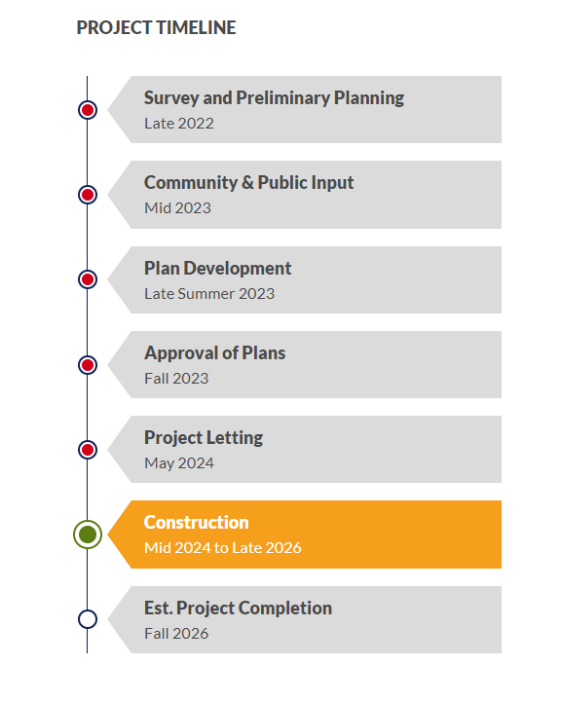 PROJECT TIMELINE
Survey and Preliminary Planning
Late 2022
Community & Public Input
Mid 2023
Plan Development
Late Summer 2023
Approval of Plans
Fall 2023
Project Letting
May 2024
Construction
Mid 2024 to Late 2026
Est. Project Completion
Fall 2026